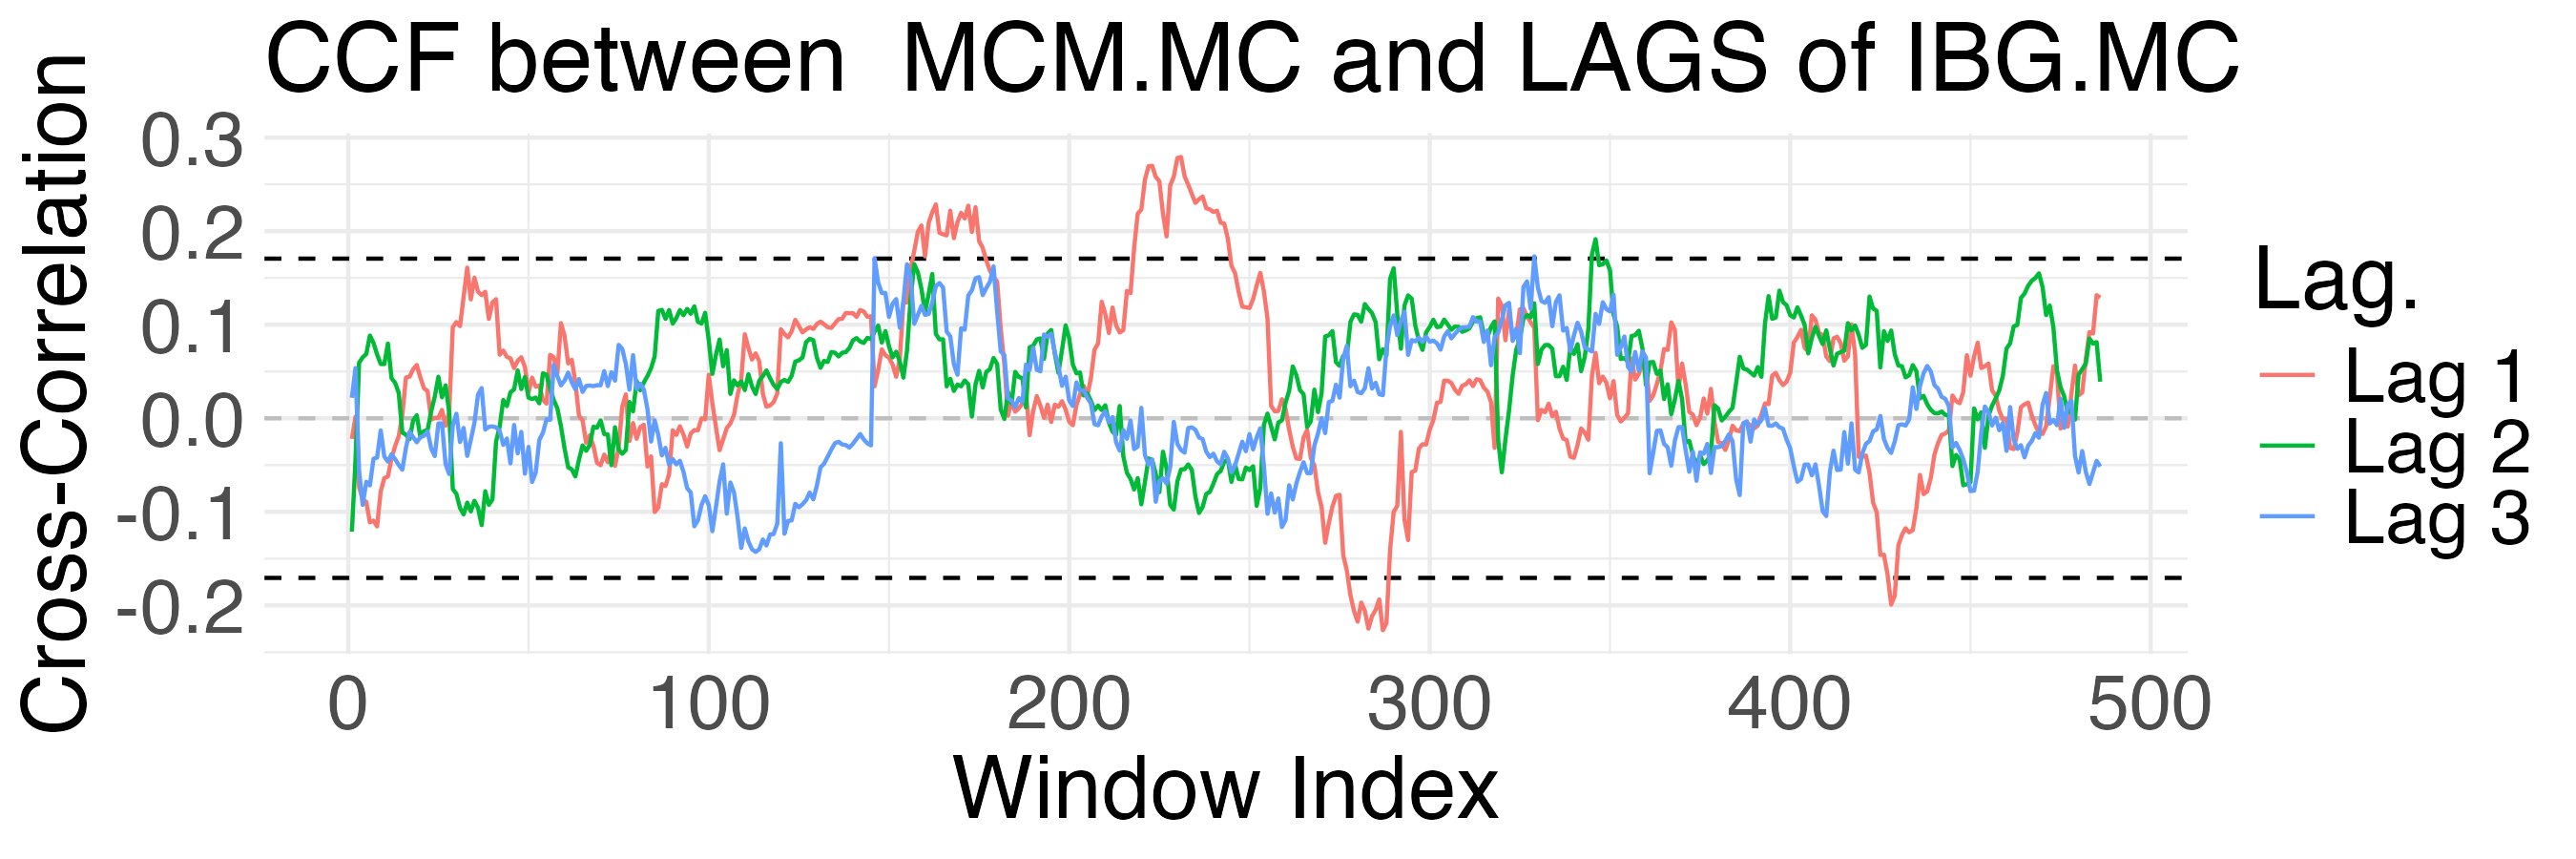 CCF between  MCM.MC and LAGS of IBG.MC
Cross-Correlation
0.3
0.2
0.1
0.0
-0.1
-0.2
0 100 200 300 400 500
Window Index
Lag.
Lag 1
Lag 2
Lag 3